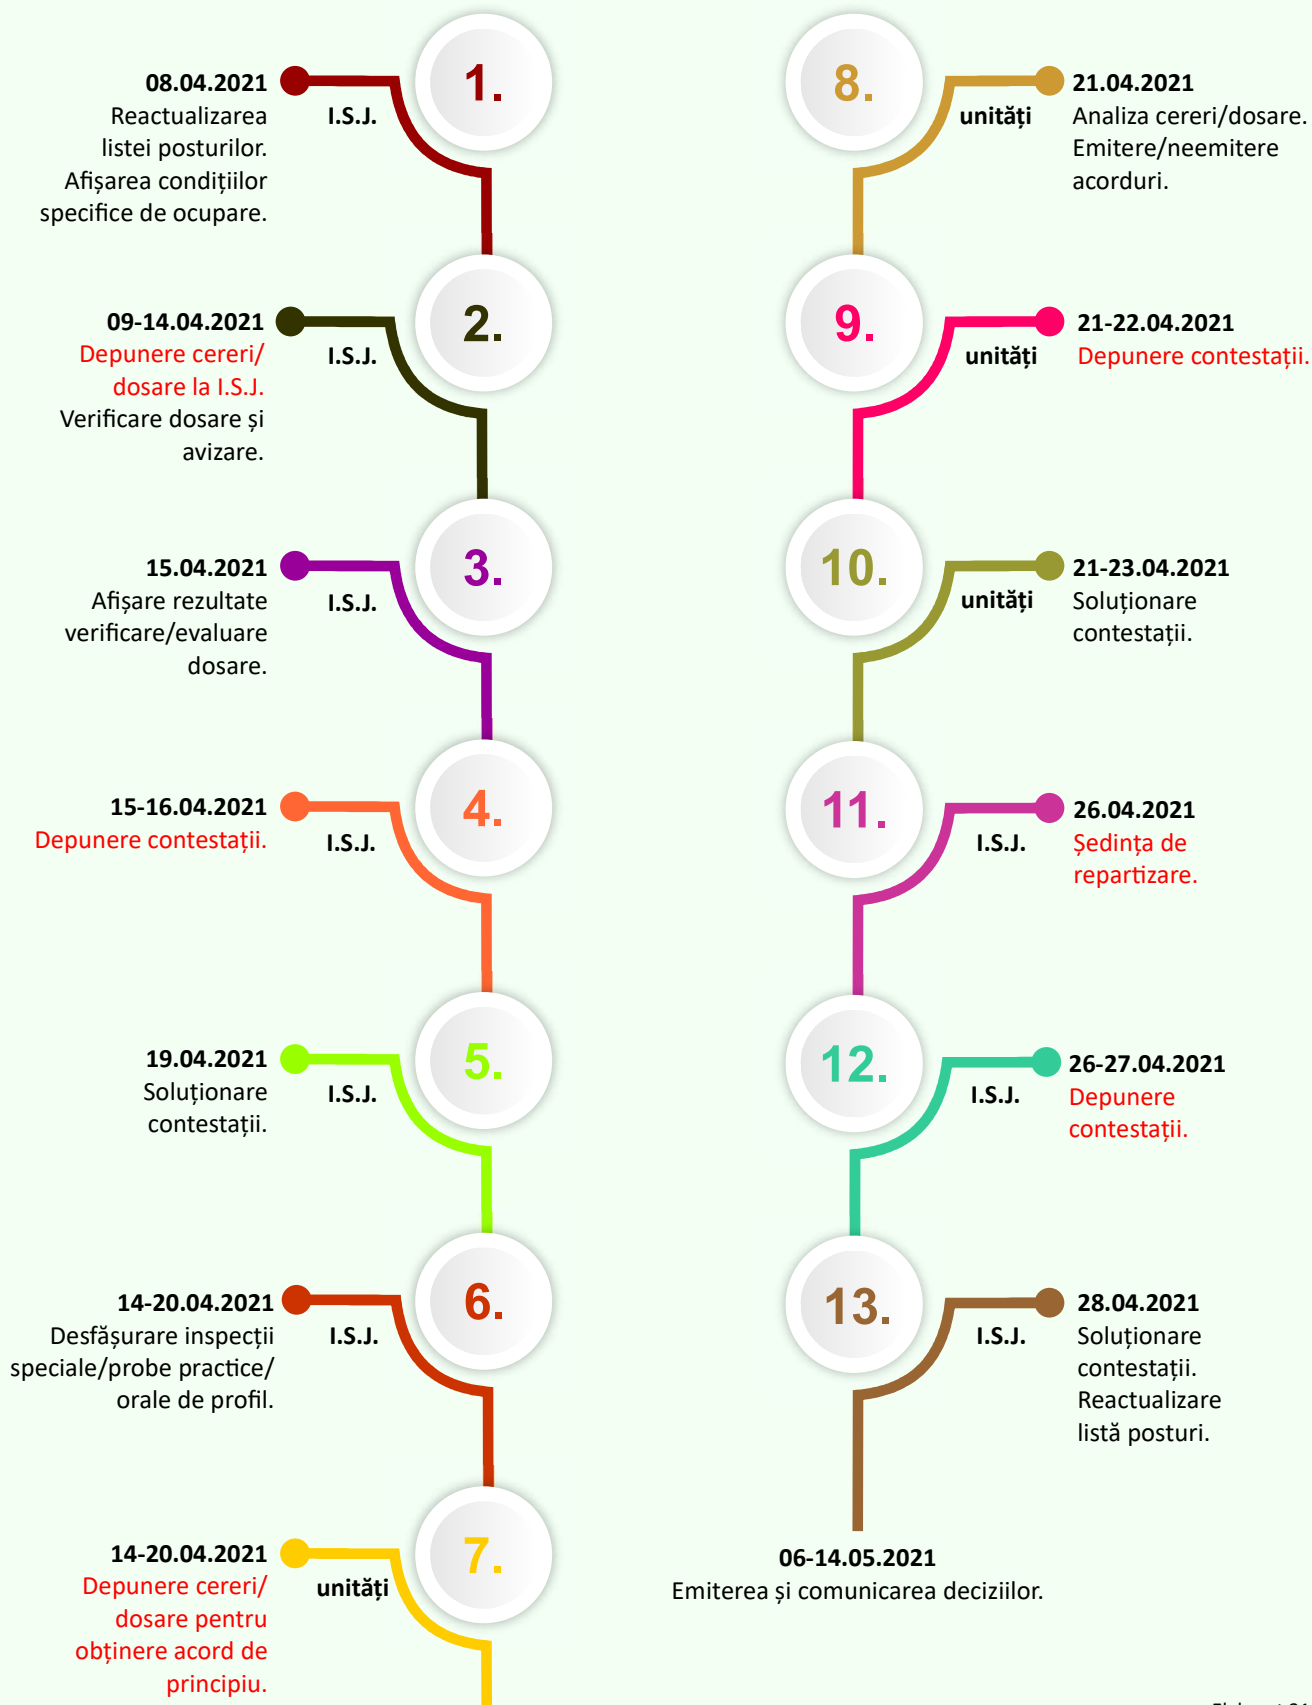 1.
08.04.2021
I.S.J.
Reactualizarea
listei posturilor.
Afișarea condițiilor
specifice de ocupare.
2.
09-14.04.2021
I.S.J.
Depunere cereri/
dosare la I.S.J.
Verificare dosare și
avizare.
3.
15.04.2021
I.S.J.
Afișare rezultate
verificare/evaluare
dosare.
4.
15-16.04.2021
I.S.J.
Depunere contestații.
5.
19.04.2021
I.S.J.
Soluționare
contestații.
6.
14-20.04.2021
I.S.J.
Desfășurare inspecții
speciale/probe practice/
orale de profil.
7.
14-20.04.2021
unități
Depunere cereri/
dosare pentru
obținere acord de
principiu.
8.
21.04.2021
unități
Analiza cereri/dosare.
Emitere/neemitere
acorduri.
9.
21-22.04.2021
unități
Depunere contestații.
10.
21-23.04.2021
unități
Soluționare
contestații.
11.
26.04.2021
I.S.J.
Ședința de
repartizare.
12.
26-27.04.2021
I.S.J.
Depunere
contestații.
13.
28.04.2021
I.S.J.
Soluționare
contestații.
Reactualizare
listă posturi.
06-14.05.2021
Emiterea și comunicarea deciziilor.